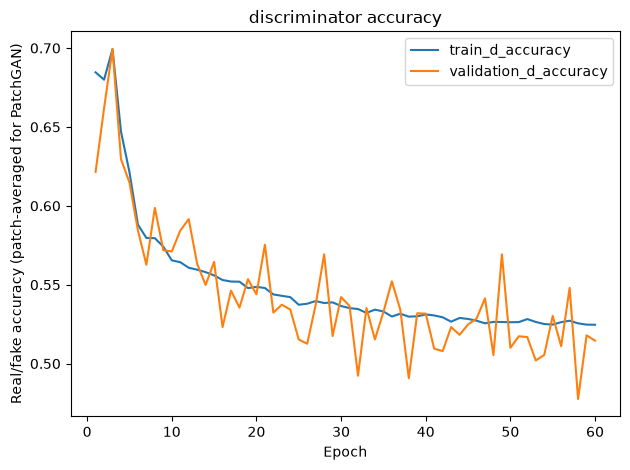 discriminator accuracy
train_d_accuracy
validation_d_accuracy
Real/fake accuracy (patch-averaged for PatchGAN)
0.70
0.65
0.60
0.55
0.50
0
10
20
30
40
50
60
Epoch